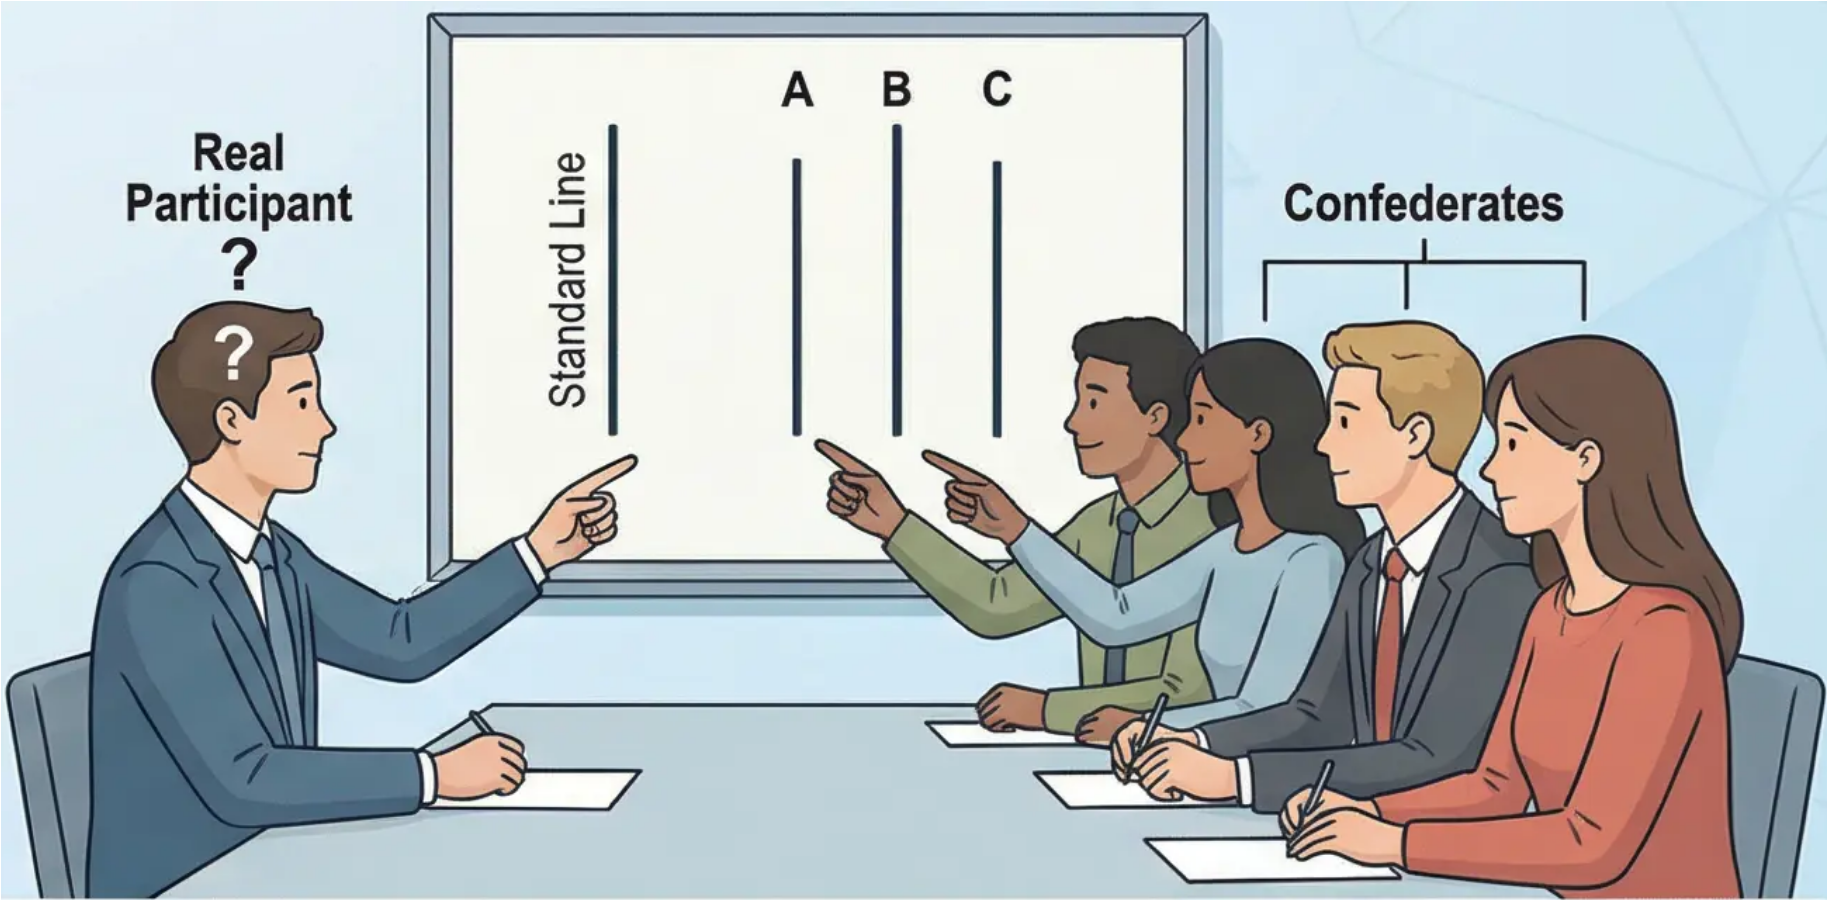 Real
Participant
?
?
Standard Line
A B C
Confederates